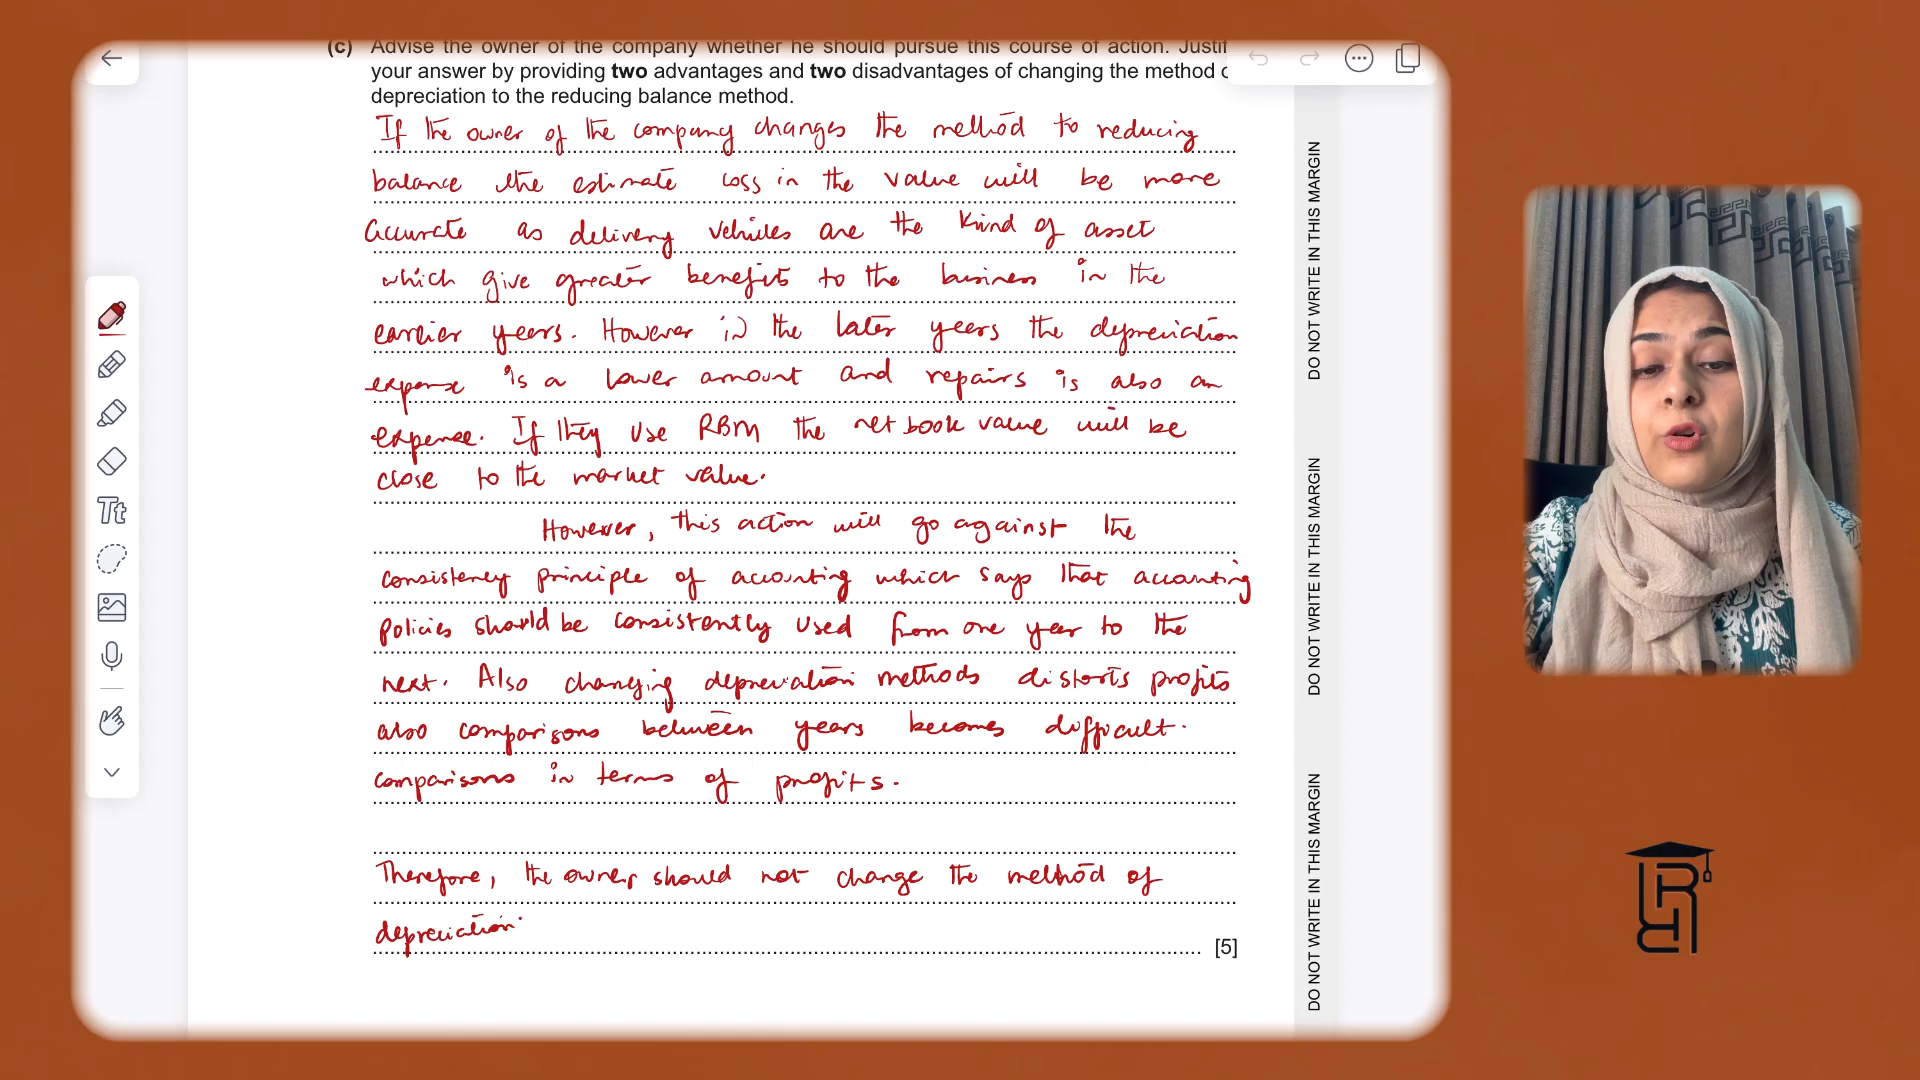 (c) Advise the owner of the company whether he should pursue this course of action. Justif
your answer by providing two advantages and two disadvantages of changing the method o
depreciation to the reducing balance method.
If the owner of the company changes the method to reducing
balance the estimate loss in the value will be more
accurate as delivery vehicles are the kind of asset
which give greater benefits to the business in the
earlier years. However in the later years the depreciation
expense is a lower amount and repairs is also an
expense. If they use RBM the net book value will be
close to the market value.
However, this action will go against the
consistency principle of accounting which says that accounting
policies should be consistently used from one year to the
next. Also changing depreciation methods distorts profits
also comparisons between years becomes difficult.
comparisons in terms of profits.
Therefore, the owner should not change the method of
depreciation.
[5]
DO NOT WRITE IN THIS MARGIN
DO NOT WRITE IN THIS MARGIN
DO NOT WRITE IN THIS MARGIN
Tt